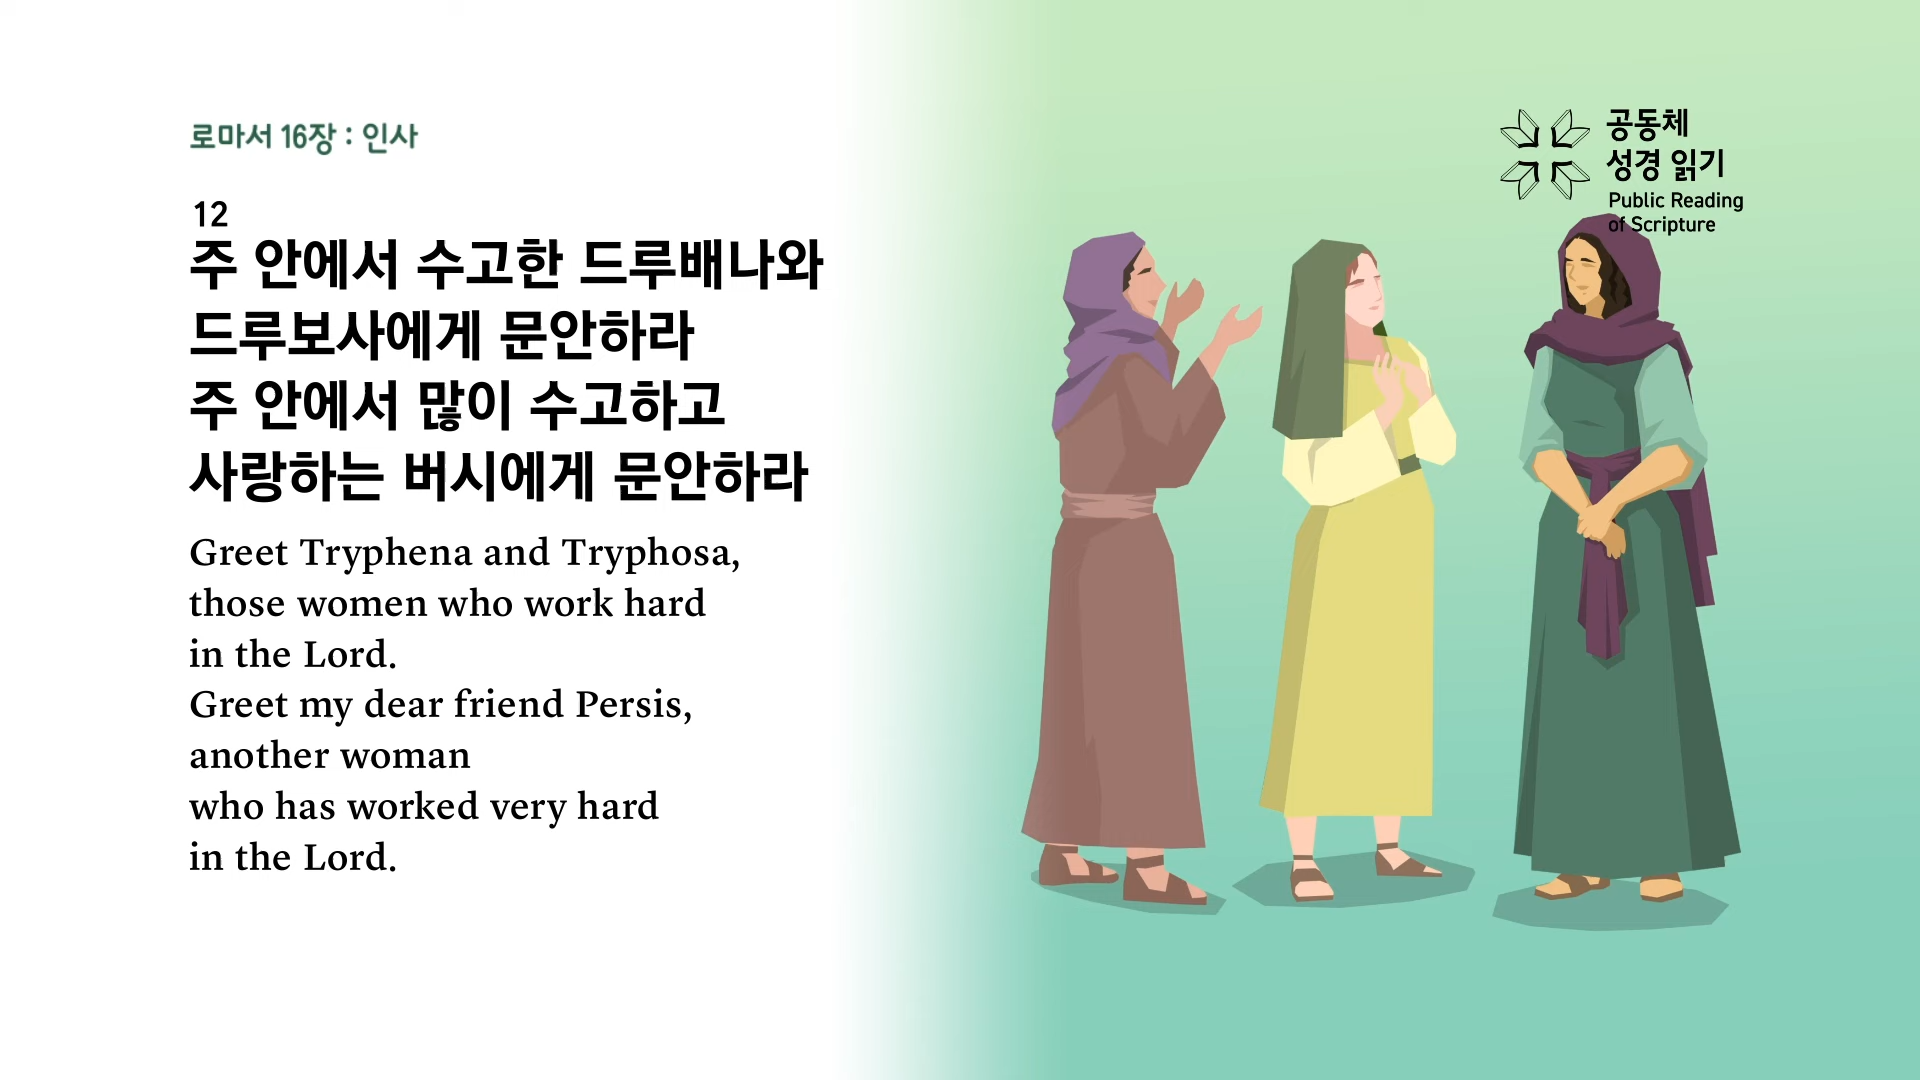 로마서 16장 : 인사
12
주 안에서 수고한 드루배나와
드루보사에게 문안하라
주 안에서 많이 수고하고
사랑하는 버시에게 문안하라
Greet Tryphena and Tryphosa,
those women who work hard
in the Lord.
Greet my dear friend Persis,
another woman
who has worked very hard
in the Lord.
공동체
성경 읽기
Public Reading
of Scripture